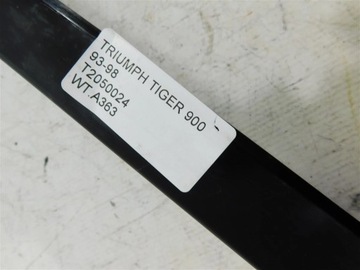 TRIUMPH TIGER 900 -
93-98
T2050024
WT.A363